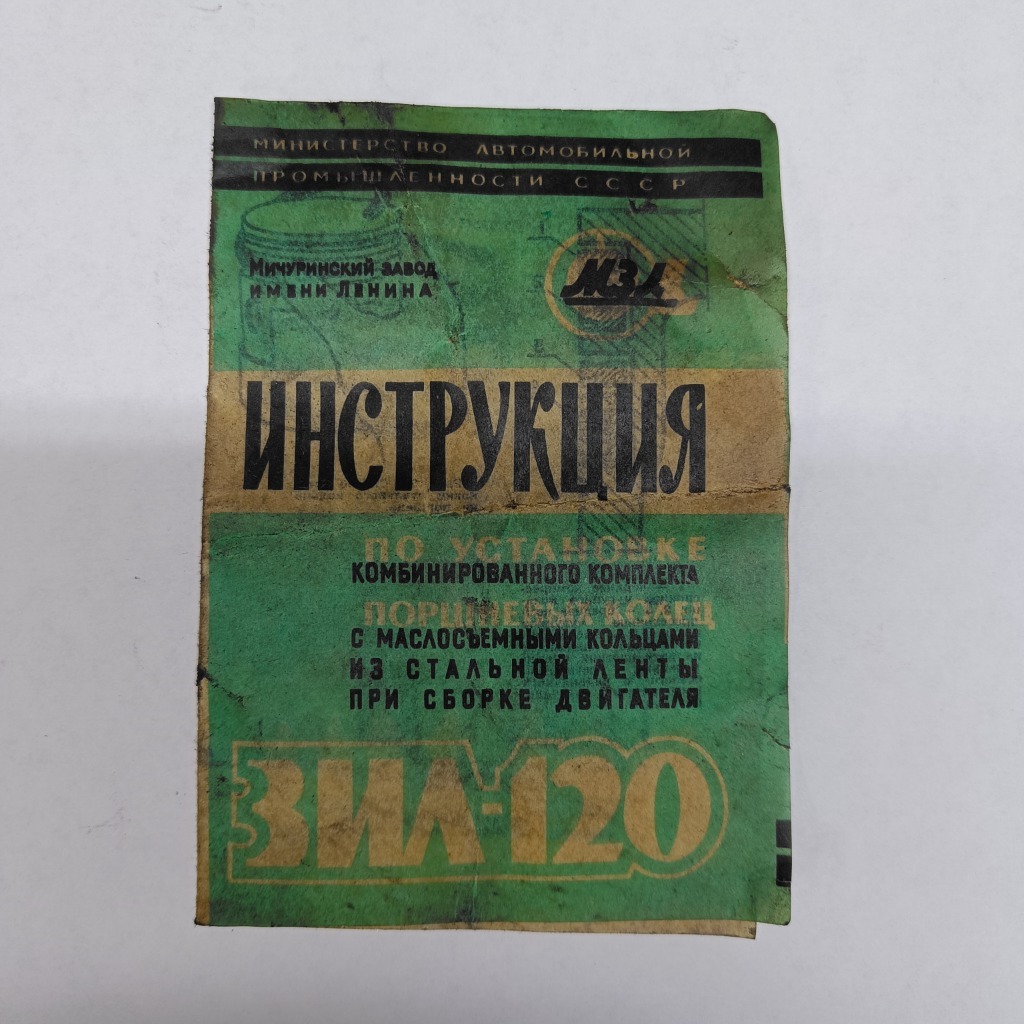 МИНИСТЕРСТВО АВТОМОБИЛЬНОЙ
ПРОМЫШЛЕННОСТИ СССР
МИЧУРИНСКИЙ ЗАВОД
ИМЕНИ ЛЕНИНА
МЗЛ
ИНСТРУКЦИЯ
ПО УСТАНОВКЕ
КОМБИНИРОВАННОГО КОМПЛЕКТА
ПОРШНЕВЫХ КОЛЕЦ
С МАСЛОСЪЕМНЫМИ КОЛЬЦАМИ
ИЗ СТАЛЬНОЙ ЛЕНТЫ
ПРИ СБОРКЕ ДВИГАТЕЛЯ
ЗИЛ-120